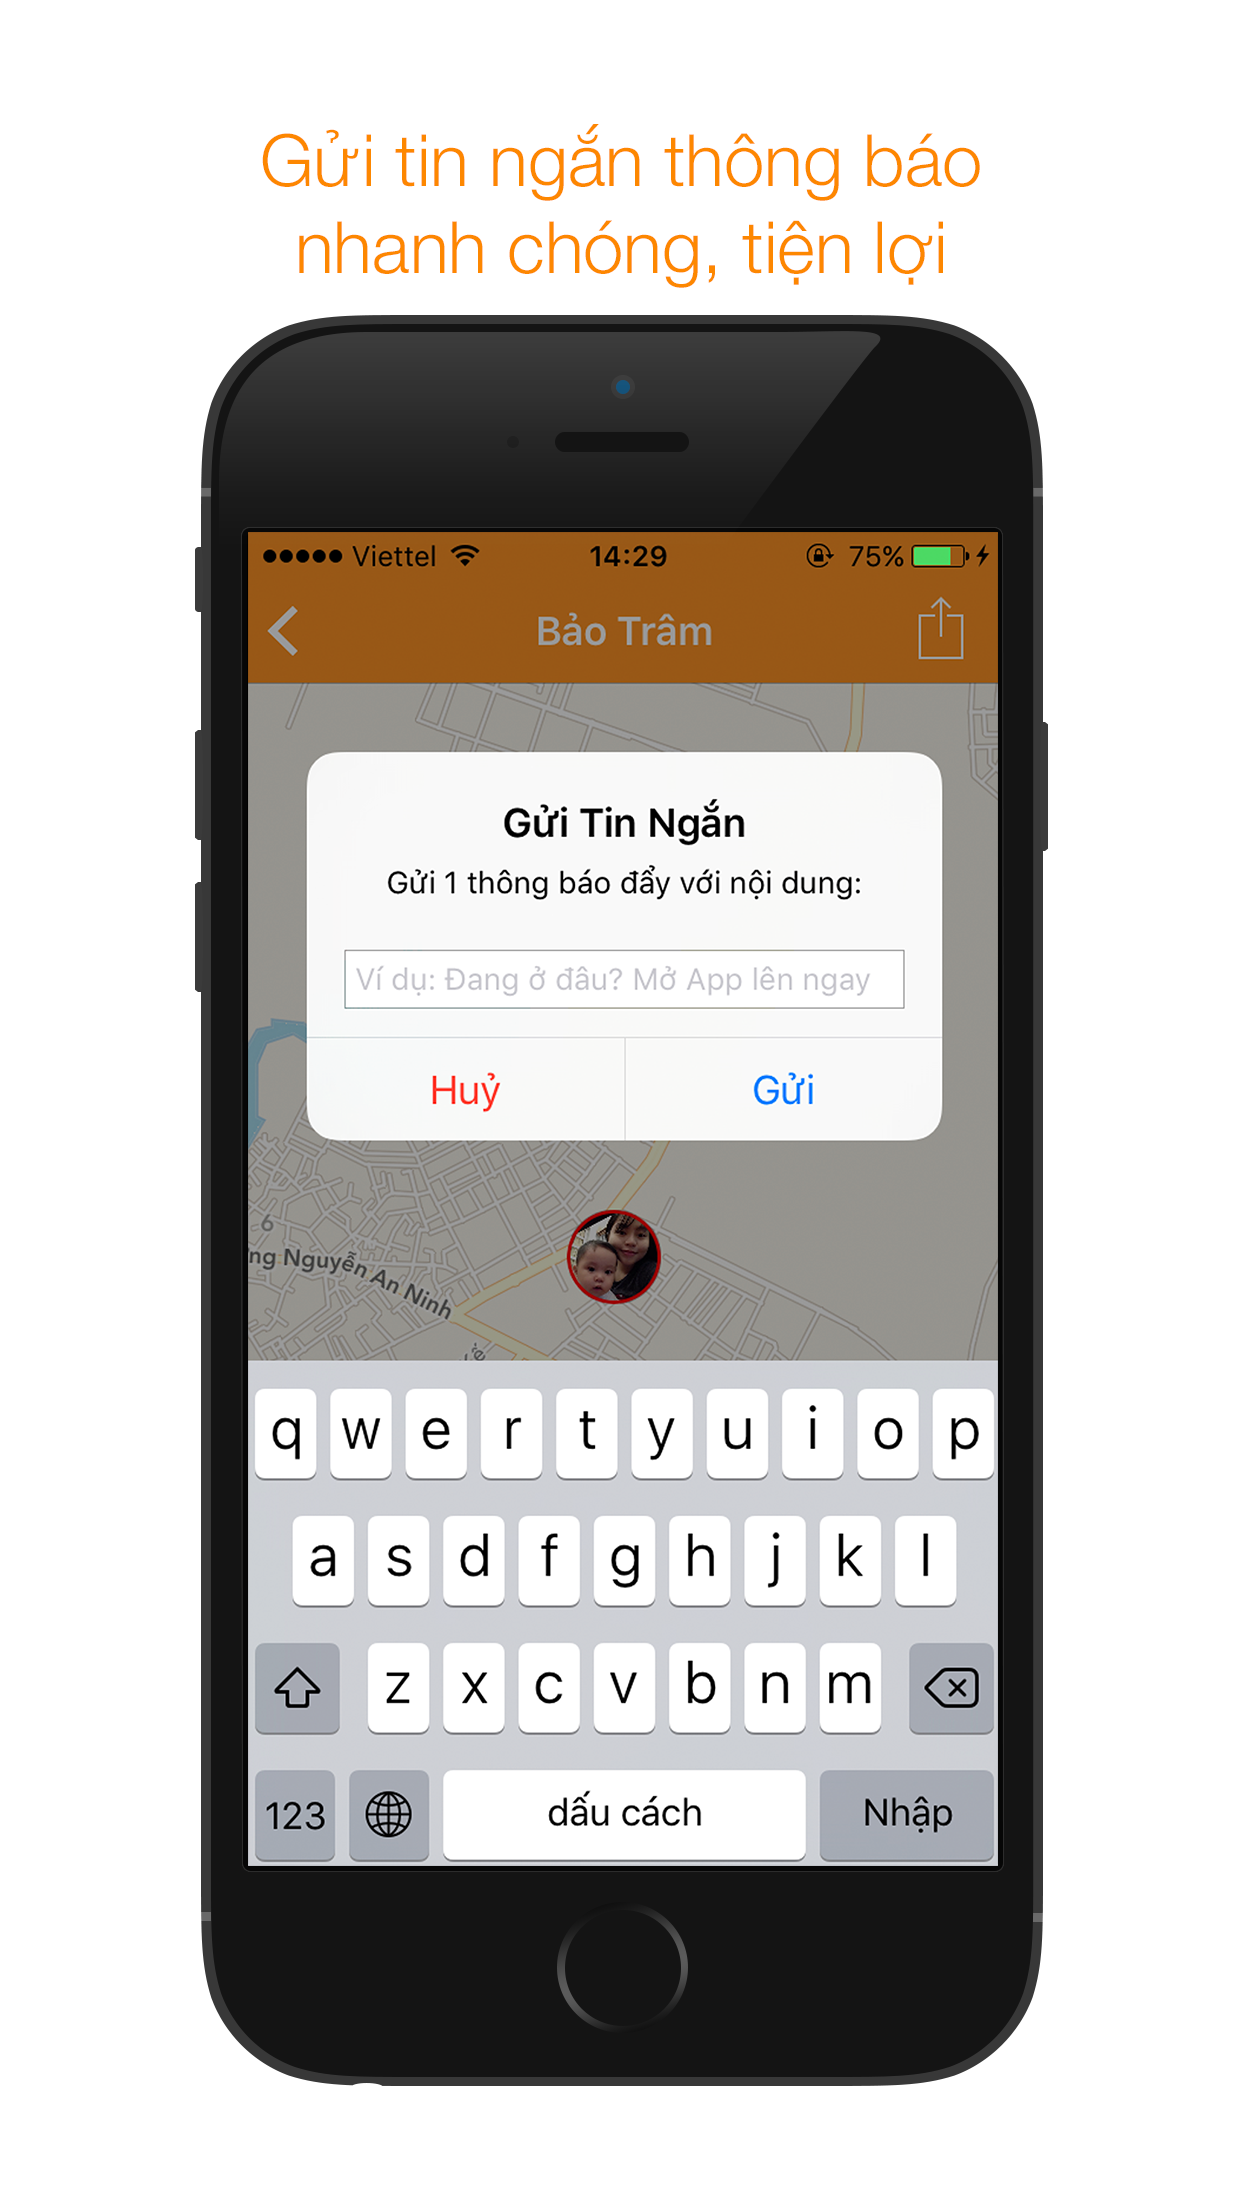 Gửi tin ngắn thông báo
nhanh chóng, tiện lợi
Viettel 14:29 75%
Bảo Trâm
Gửi Tin Ngắn
Gửi 1 thông báo đẩy với nội dung:
Ví dụ: Đang ở đâu? Mở App lên ngay
Huỷ Gửi
6
ng Nguyễn An Ninh
q w e r t y u i o p
a s d f g h j k l
z x c v b n m
123 dấu cách Nhập